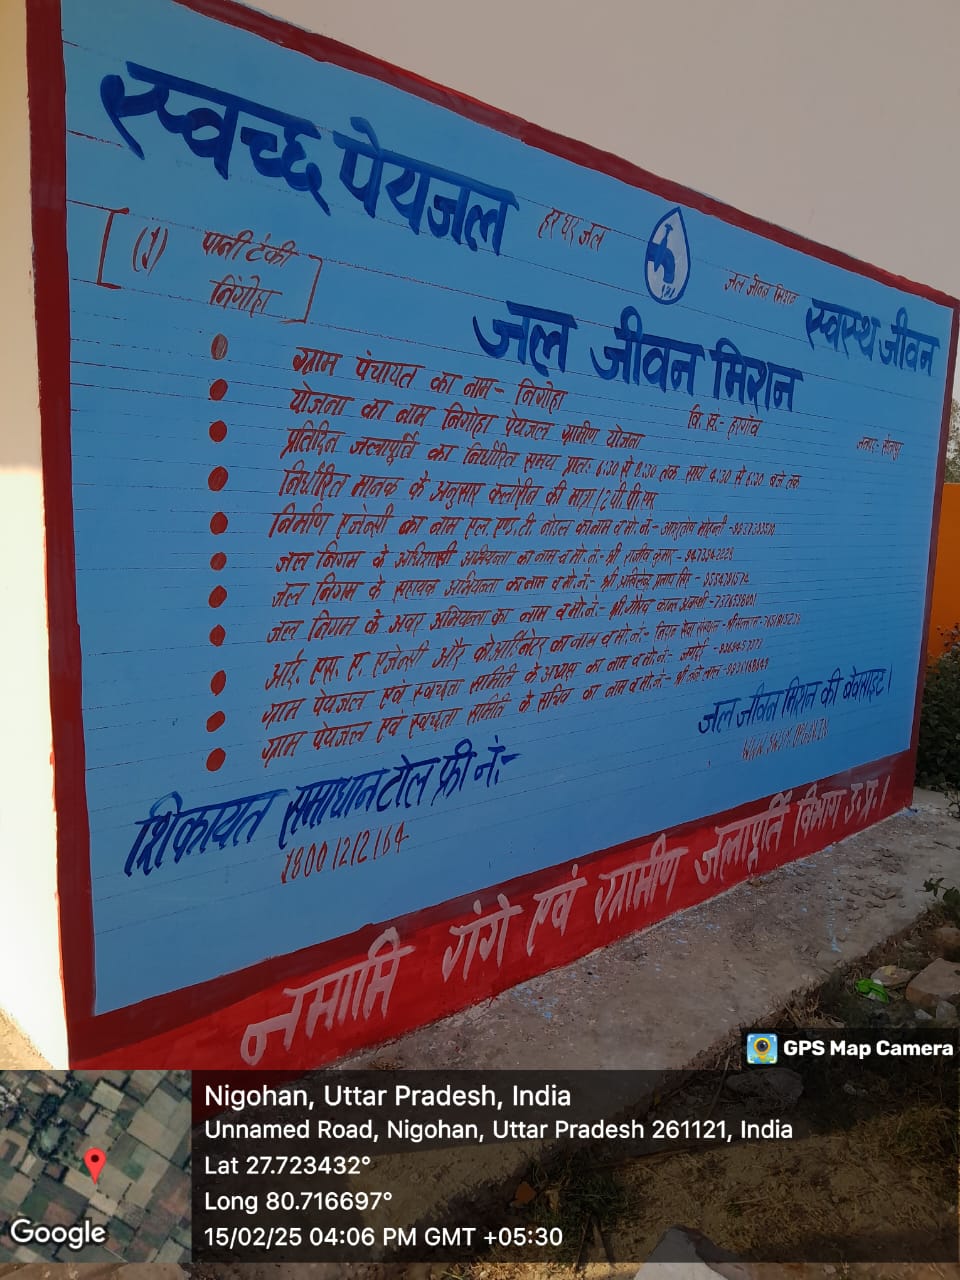 स्वच्छ पेयजल
हर घर जल
जल जीवन मिशन
स्वस्थ जीवन
(1) पानी टंकी
निगोहा
जल जीवन मिशन
ग्राम पंचायत का नाम - निगोहा
वि. खं.- हरगांव
जनपद- सीतापुर
योजना का नाम निगोहा पेयजल ग्रामीण योजना
प्रतिदिन जलापूर्ति का निर्धारित समय प्रातः 6:30 से 8:30 तक सायं 4:30 से 6:30 बजे तक
निर्धारित मानक के अनुसार क्लोरीन की मात्रा
निर्माण एजेन्सी का नाम एल. एण्ड. टी नोडल का नाम व मो. नं.-
जल निगम के अधिशासी अभियन्ता का नाम व मो. नं:- श्री राजीव कुमार -
जल निगम के सहायक अभियन्ता का नाम व मो. नं:- श्री
जल निगम के अवर अभियन्ता का नाम व मो. नं:- श्री गौरव
आई. एस. ए. एजेन्सी और कोआर्डिनेटर का नाम व मो. नं:-
ग्राम पेयजल एवं स्वच्छता समिति के अध्यक्ष का नाम व मो. नं:-
ग्राम पेयजल एवं स्वच्छता समिति के सचिव का नाम व मो. नं:- श्री
जल जीवन मिशन की वेबसाइट।
शिकायत समाधान टोल फ्री नं:-
18001212164
नमामि गंगे एवं ग्रामीण जलापूर्ति विभाग उ.प्र.।
GPS Map Camera
Nigohan, Uttar Pradesh, India
Unnamed Road, Nigohan, Uttar Pradesh 261121, India
Lat 27.723432°
Long 80.716697°
15/02/25 04:06 PM GMT +05:30
Google